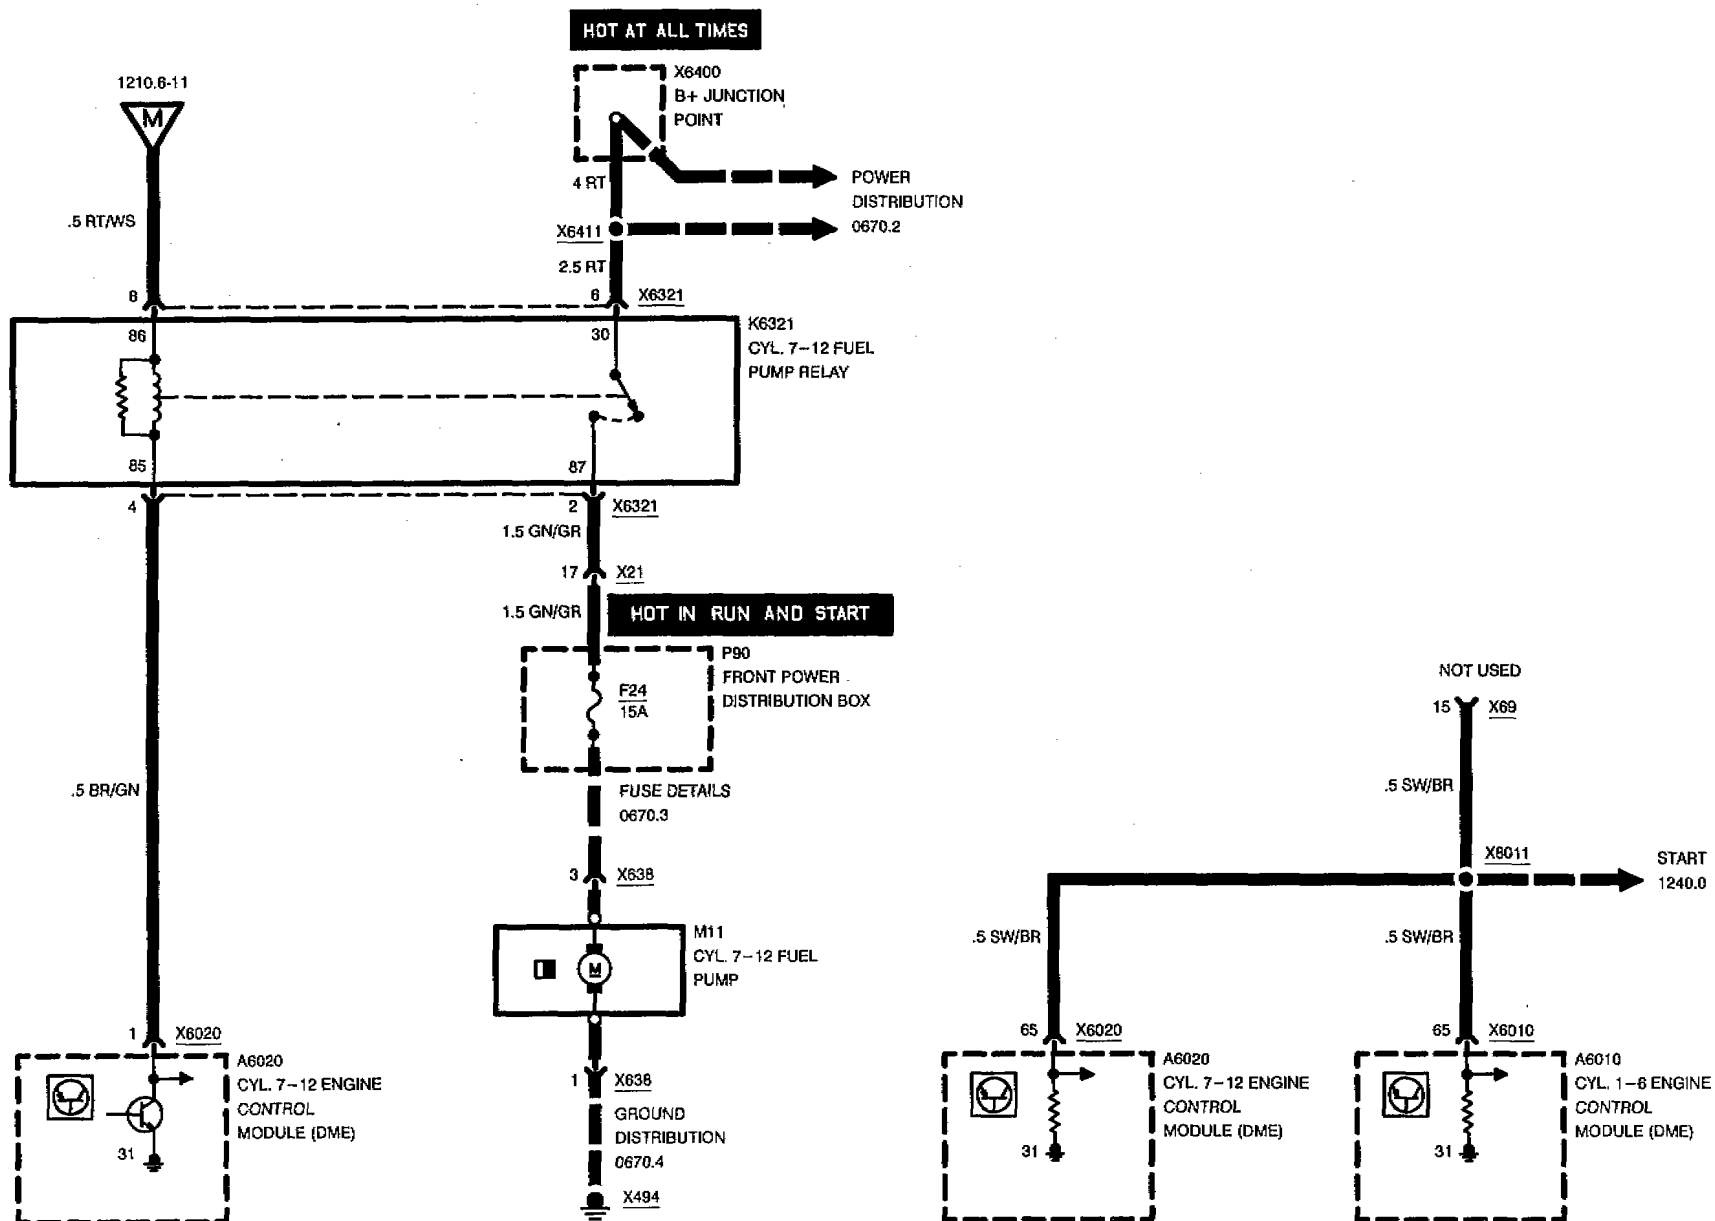 HOT AT ALL TIMES
X6400
B+ JUNCTION
POINT
1210.6-11
M
4 RT
POWER
DISTRIBUTION
0670.2
.5 RT/WS
X6411
2.5 RT
8
6
X6321
86
30
K6321
CYL. 7-12 FUEL
PUMP RELAY
85
87
4
2
X6321
1.5 GN/GR
17
X21
1.5 GN/GR
HOT IN RUN AND START
P90
FRONT POWER
DISTRIBUTION BOX
F24
15A
.5 BR/GN
FUSE DETAILS
0670.3
3
X638
M11
CYL. 7-12 FUEL
PUMP
M
1
X6020
A6020
CYL. 7-12 ENGINE
CONTROL
MODULE (DME)
31
1
X638
GROUND
DISTRIBUTION
0670.4
X494
NOT USED
15
X69
.5 SW/BR
X6011
START
1240.0
.5 SW/BR
.5 SW/BR
65
X6020
A6020
CYL. 7-12 ENGINE
CONTROL
MODULE (DME)
31
65
X6010
A6010
CYL. 1-6 ENGINE
CONTROL
MODULE (DME)
31